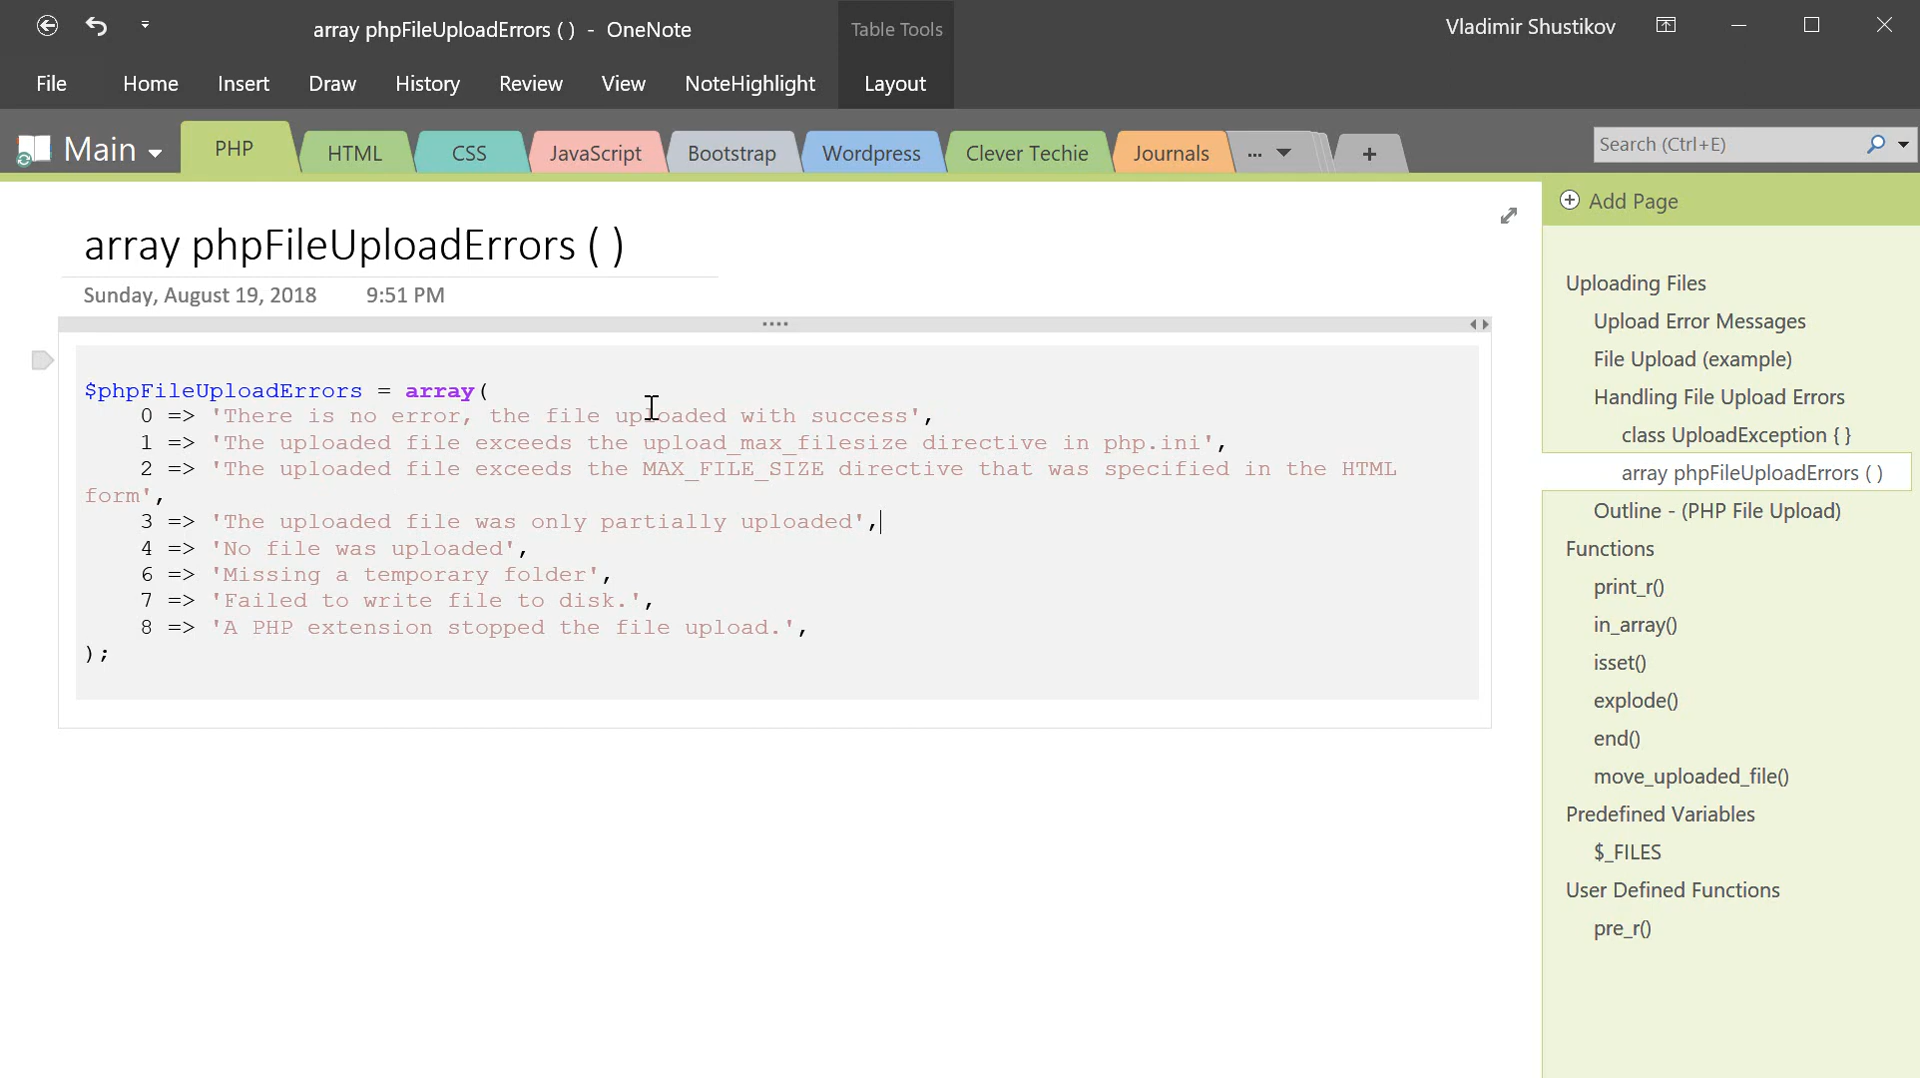 array phpFileUploadErrors ( ) - OneNote
Table Tools
Vladimir Shustikov
File Home Insert Draw History Review View NoteHighlight Layout
Main PHP HTML CSS JavaScript Bootstrap Wordpress Clever Techie Journals ... +
Search (Ctrl+E)
array phpFileUploadErrors ( )
Sunday, August 19, 2018 9:51 PM
$phpFileUploadErrors = array(
0 => 'There is no error, the file uploaded with success',
1 => 'The uploaded file exceeds the upload_max_filesize directive in php.ini',
2 => 'The uploaded file exceeds the MAX_FILE_SIZE directive that was specified in the HTML
form',
3 => 'The uploaded file was only partially uploaded',
4 => 'No file was uploaded',
6 => 'Missing a temporary folder',
7 => 'Failed to write file to disk.',
8 => 'A PHP extension stopped the file upload.',
);
Add Page
Uploading Files
Upload Error Messages
File Upload (example)
Handling File Upload Errors
class UploadException { }
array phpFileUploadErrors ( )
Outline - (PHP File Upload)
Functions
print_r()
in_array()
isset()
explode()
end()
move_uploaded_file()
Predefined Variables
$_FILES
User Defined Functions
pre_r()